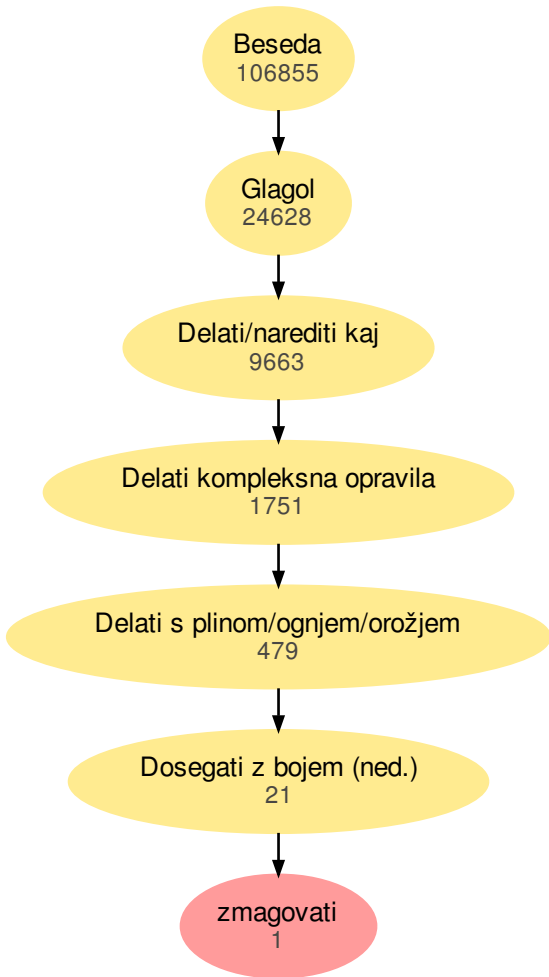 Beseda
106855
Glagol
24628
Delati/narediti kaj
9663
Delati kompleksna opravila
1751
Delati s plinom/ognjem/orožjem
479
Dosegati z bojem (ned.)
21
zmagovati
1